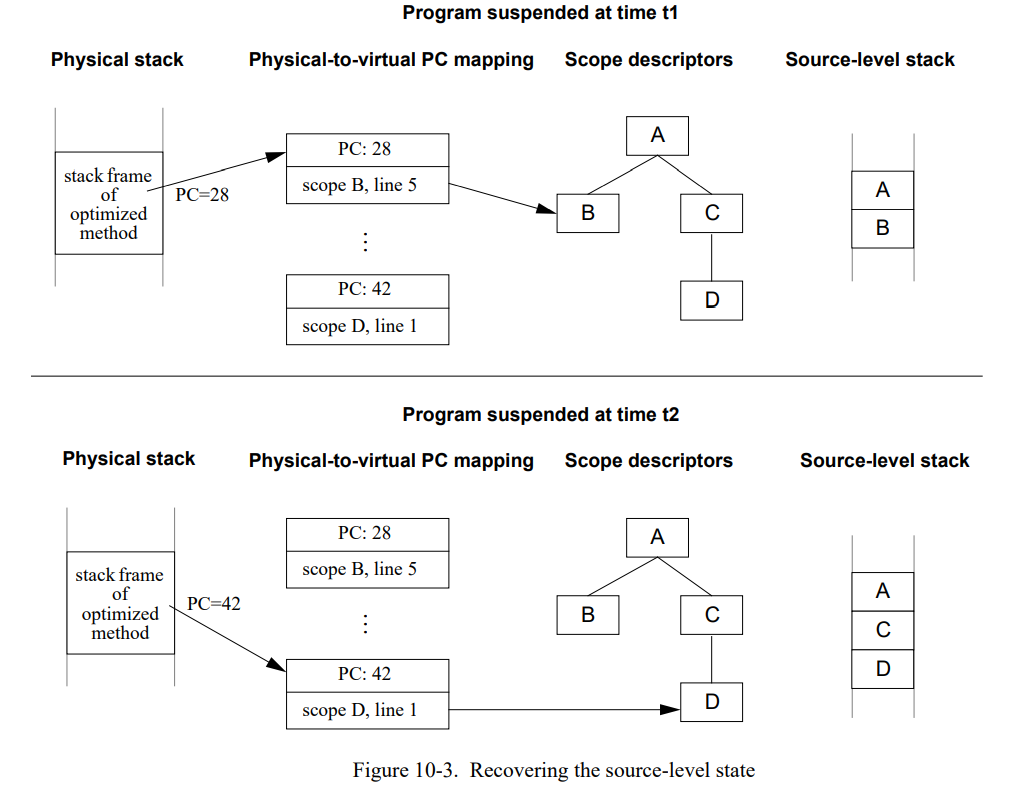 Program suspended at time t1
Physical stack
Physical-to-virtual PC mapping
Scope descriptors
Source-level stack
stack frame
of
optimized
method
PC=28
PC: 28
scope B, line 5
⋮
PC: 42
scope D, line 1
A
B
C
D
A
B
Program suspended at time t2
Physical stack
Physical-to-virtual PC mapping
Scope descriptors
Source-level stack
stack frame
of
optimized
method
PC=42
PC: 28
scope B, line 5
⋮
PC: 42
scope D, line 1
A
B
C
D
A
C
D
Figure 10-3. Recovering the source-level state